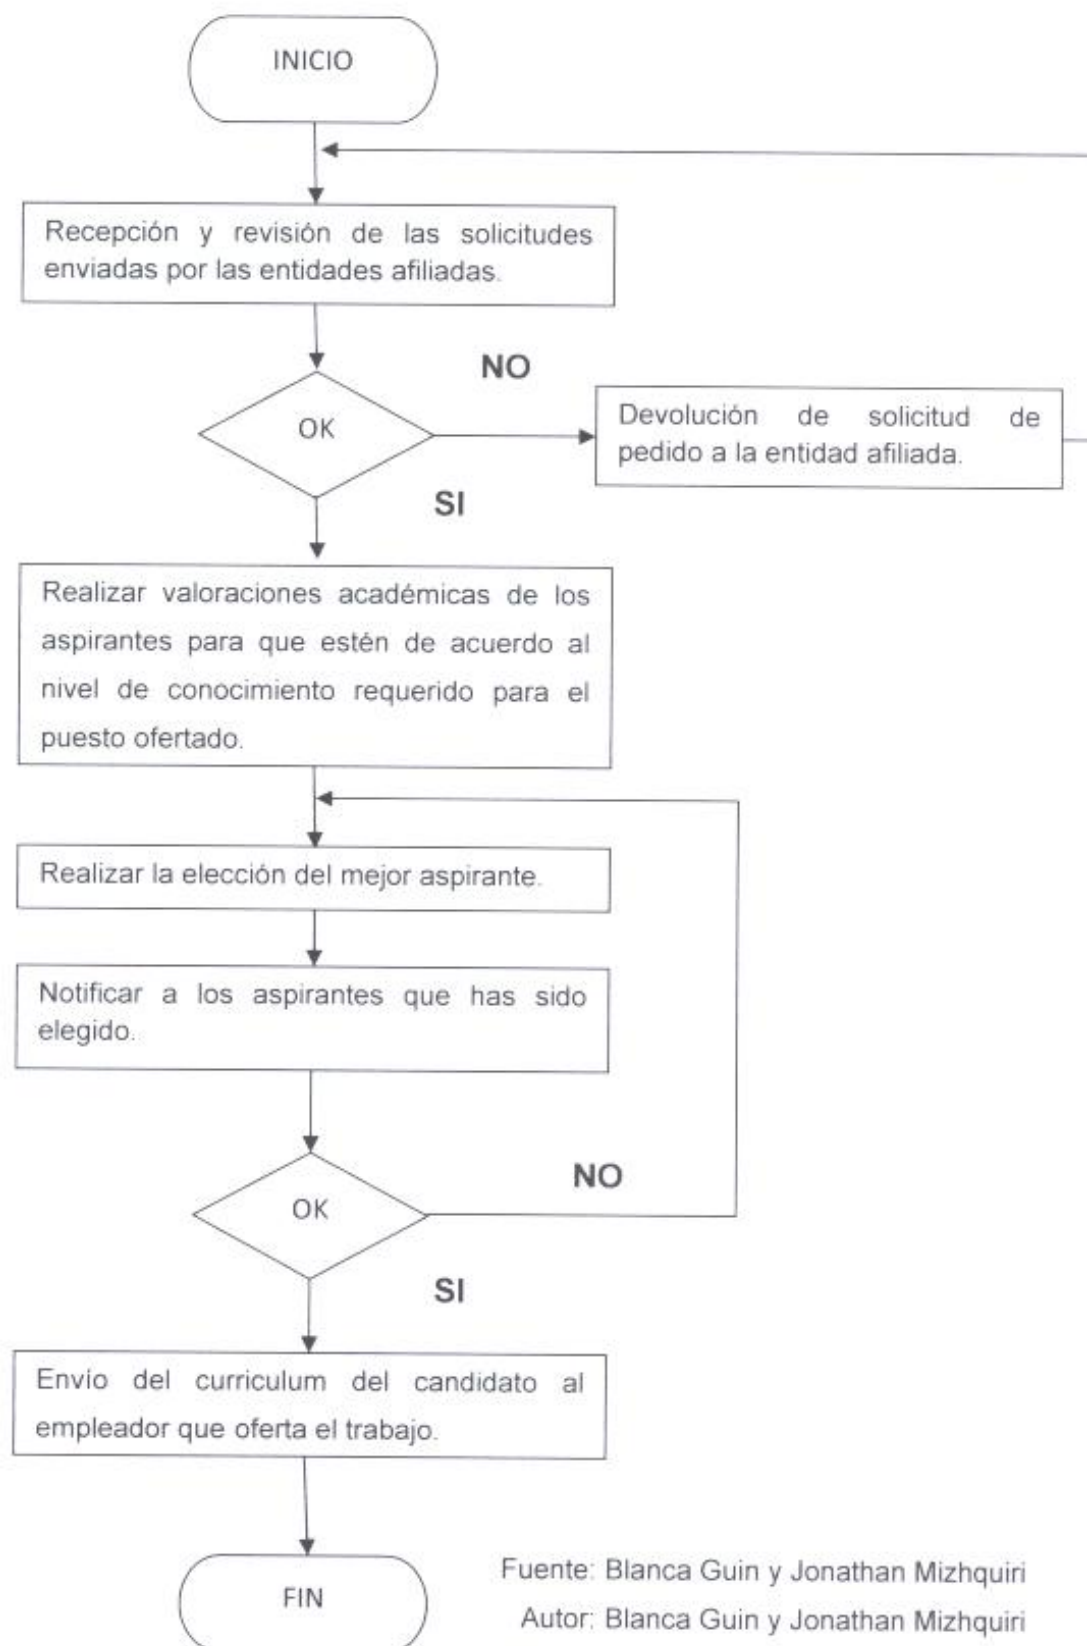 INICIO
Recepción y revisión de las solicitudes
enviadas por las entidades afiliadas.
NO
OK
Devolución de solicitud de
pedido a la entidad afiliada.
SI
Realizar valoraciones académicas de los
aspirantes para que estén de acuerdo al
nivel de conocimiento requerido para el
puesto ofertado.
Realizar la elección del mejor aspirante.
Notificar a los aspirantes que has sido
elegido.
NO
OK
SI
Envío del curriculum del candidato al
empleador que oferta el trabajo.
FIN
Fuente: Blanca Guin y Jonathan Mizhquiri
Autor: Blanca Guin y Jonathan Mizhquiri